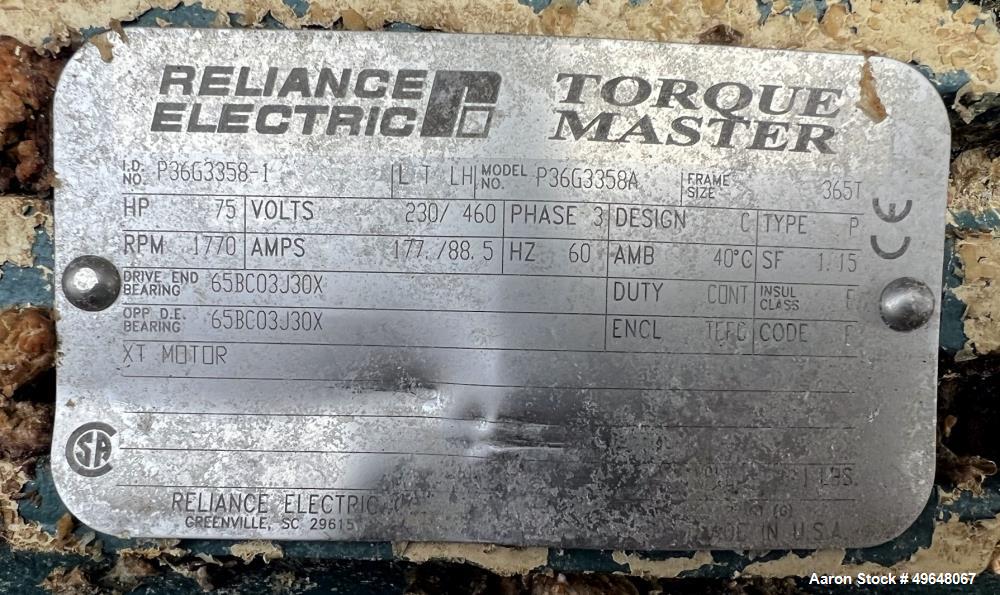 RELIANCE ELECTRIC
TORQUE MASTER
I.D. NO. P36G3358-1 L T LH MODEL NO. P36G3358A FRAME SIZE 365T
HP 75 VOLTS 230/ 460 PHASE 3 DESIGN C TYPE P
CE
RPM 1770 AMPS 177./88.5 HZ 60 AMB 40°C SF 1.15
DRIVE END BEARING 65BC03J30X DUTY CONT INSUL CLASS F
OPP D.E. BEARING 65BC03J30X ENCL TEFC CODE
XT MOTOR
CSA
LBS.
RELIANCE ELECTRIC
GREENVILLE, SC 29615
IN U.S.A.
Aaron Stock # 49648067